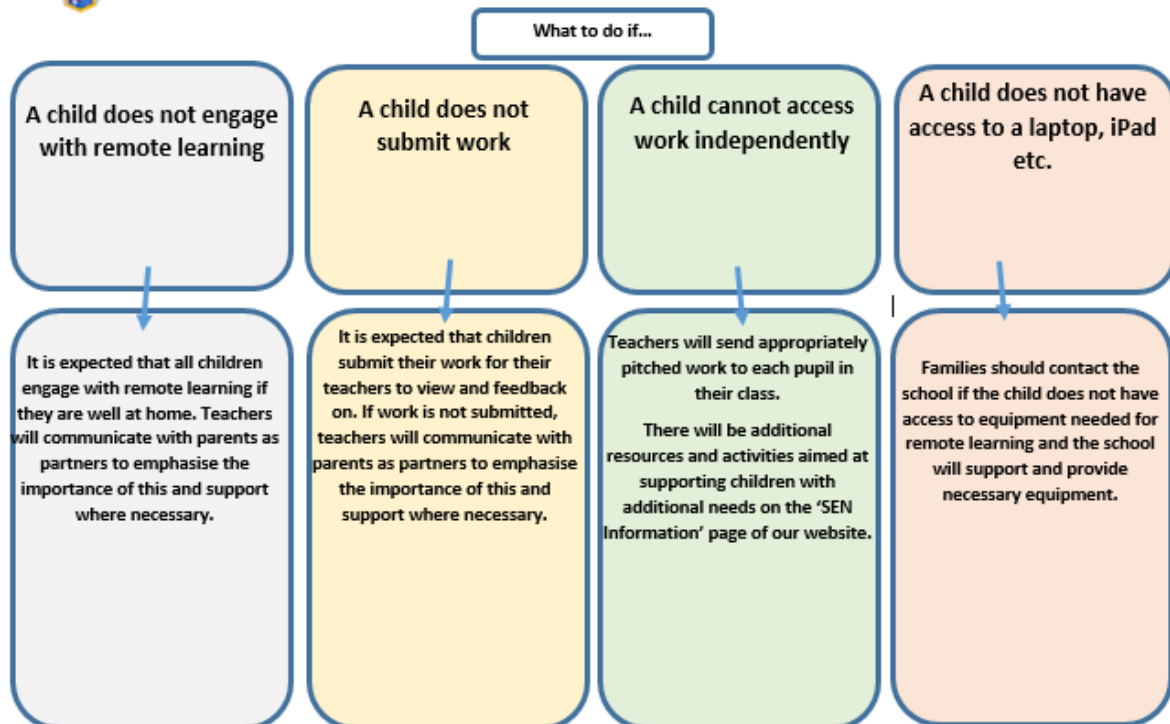 What to do if...
A child does not engage
with remote learning
A child does not
submit work
A child cannot access
work independently
A child does not have
access to a laptop, iPad
etc.
It is expected that all children
engage with remote learning if
they are well at home. Teachers
will communicate with parents as
partners to emphasise the
importance of this and support
where necessary.
It is expected that children
submit their work for their
teachers to view and feedback
on. If work is not submitted,
teachers will communicate with
parents as partners to emphasise
the importance of this and
support where necessary.
Teachers will send appropriately
pitched work to each pupil in
their class.
There will be additional
resources and activities aimed at
supporting children with
additional needs on the ‘SEN
Information’ page of our website.
Families should contact the
school if the child does not have
access to equipment needed for
remote learning and the school
will support and provide
necessary equipment.